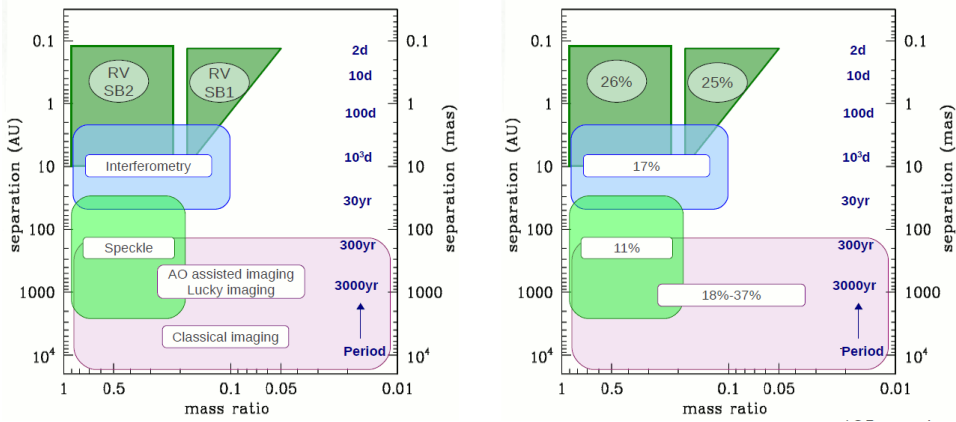 0.1
1
10
100
1000
10⁴
separation (AU)
RV
SB2
RV
SB1
Interferometry
Speckle
AO assisted imaging
Lucky imaging
Classical imaging
2d
10d
100d
10³d
30yr
300yr
3000yr
Period
0.1
1
10
100
1000
10⁴
separation (mas)
1 0.5 0.1 0.05 0.01
mass ratio
0.1
1
10
100
1000
10⁴
separation (AU)
26%
25%
17%
11%
18%-37%
2d
10d
100d
10³d
30yr
300yr
3000yr
Period
0.1
1
10
100
1000
10⁴
separation (mas)
1 0.5 0.1 0.05 0.01
mass ratio